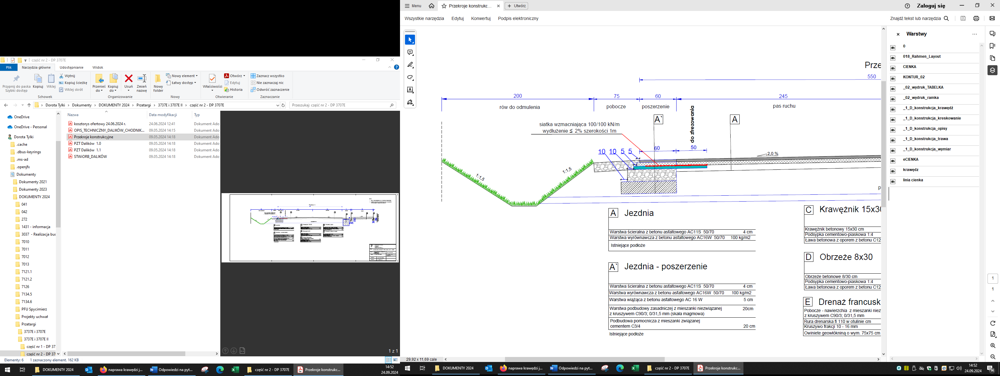 część nr 2 - DP 3707E
Plik Narzędzia główne Udostępnianie Widok
Przypnij do paska Szybki dostęp
Kopiuj
Wklej
Wytnij
Kopiuj ścieżkę
Wklej skrót
Schowek
Przenieś do
Kopiuj do
Usuń
Zmień nazwę
Organizowanie
Nowy folder
Nowy element
Łatwy dostęp
Nowy
Właściwości
Otwórz
Edytuj
Historia
Otwieranie
Zaznacz wszystko
Nie zaznaczaj nic
Odwróć zaznaczenie
Zaznaczanie
Dorota Tylki > Dokumenty > DOKUMENTY 2024 > Przetargi > 3737E i 3707E II > część nr 2 - DP 3707E
Przeszukaj: część nr 2 - DP 3707E
OneDrive
OneDrive - Personal
Dorota Tylki
.cache
.dbus-keyrings
.ms-ad
.openjfx
Dokumenty
Dokumenty 2021
Dokumenty 2023
DOKUMENTY 2024
041
042
272
1431 - informacja
3037 - Realizacja bud
7010
7011
7012
7013
7121.1
7121.2
7126
7134.5
7134.6
PFU Spycimierz
Projekty uchwał
Przetargi
3737E i 3707E
3737E i 3707E II
część nr 1 - DP 37
część nr 2 - DP 37
Nazwa Data modyfikacji Typ
kosztorys ofertowy 24.06.2024 r. 24.06.2024 12:41 Dokument Ado
OPIS_TECHNICZNY_DALIKÓW_CHODNIK... 09.05.2024 14:15 Dokument Ado
Przekroje konstrukcyjne 09.05.2024 14:18 Dokument Ado
PZT Dalików 1.0 09.05.2024 14:18 Dokument Ado
PZT Dalików 1.1 09.05.2024 14:18 Dokument Ado
STWiORB_DALIKÓW 09.05.2024 14:18 Dokument Ado
1 z 1
Elementy: 6 1 zaznaczony element. 162 KB
DOKUMENTY 2024
naprawa krawędzi j...
Odpowiedzi na pyt...
część nr 2 - DP 3707E
Przekroje konstrukc...
14:52
24.09.2024
Menu
Przekroje konstrukc...
Utwórz
Zaloguj się
Wszystkie narzędzia Edytuj Konwertuj Podpis elektroniczny
Znajdź tekst lub narzędzia
Prze
550
200 75 60 245
rów do odmulenia pobocze poszerzenie pas ruchu
do zfrezowania
A` A
siatka wzmacniająca 100/100 kN/m
wydłużenie ≤ 2% szerokości 1m
10 10 5 5 60 50
2,0 %
1:1,5
1:1,5
10
p
A Jezdnia
Warstwa ścieralna z betonu asfaltowego AC11S 50/70 4 cm
Warstwa wyrównawcza z betonu asfaltowego AC16W 50/70 100 kg/m2
Istniejące podłoże
A` Jezdnia - poszerzenie
Warstwa ścieralna z betonu asfaltowego AC11S 50/70 4 cm
Warstwa wyrównawcza z betonu asfaltowego AC16W 50/70 100 kg/m2
Warstwa wiążąca z betonu asfaltowego AC 16 W 5 cm
Warstwa podbudowy zasadniczej z mieszanki niezwiązanej 20cm
z kruszywem C90/3; 0/31,5 mm (skała magmowa)
Podbudowa pomocnicza z mieszanki związanej
cementem C3/4 20 cm
Istniejące podłoże
C Krawężnik 15x30
Krawężnik betonowy 15x30 cm
Podsypka cementowo-piaskowa 1:4
Ława betonowa z oporem z betonu C12
D Obrzeże 8x30
Obrzeże betonowe 8/30 cm
Podsypka cementowo-piaskowa 1:4
Ława betonowa z oporem z betonu C12
E Drenaż francusk
Pobocze - nawierzchia z mieszanki niez
z kruszywem C90/3; 0/31,5 mm
Rura drenarska fi 110 w otulinie cm
Kruszywo frakcji 10 - 16 mm
Owiniete geowłókniną o wym. 75x75 cm
29,92 x 11,69 cale
Warstwy
0
018_Rahmen_Layout
CIENKA
KONTUR_02
_02_wydruk_TABELKA
_02_wydruk_ramka
_1_D_konstrukcja_krawędź
_1_D_konstrukcja_kreskowanie
_1_D_konstrukcja_opisy
_1_D_konstrukcja_trawa
_1_D_konstrukcja_wymiar
eCIENKA
krawędz
linia cienka
1
1
DOKUMENTY 2024
naprawa krawędzi j...
Odpowiedzi na pyt...
część nr 2 - DP 3707E
Przekroje konstrukc...
14:52
24.09.2024
14